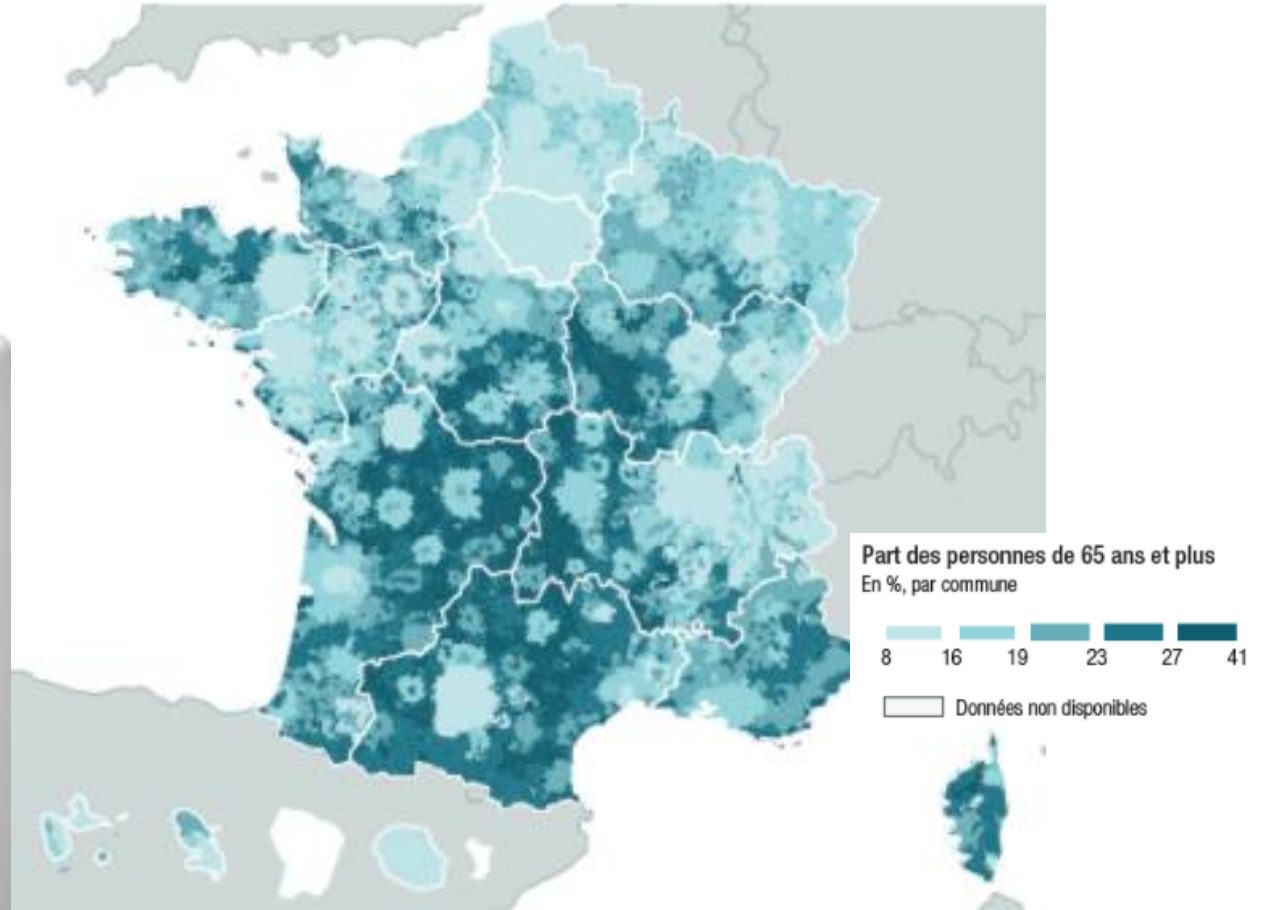 Part des personnes de 65 ans et plus
En %, par commune
8 16 19 23 27 41
Données non disponibles